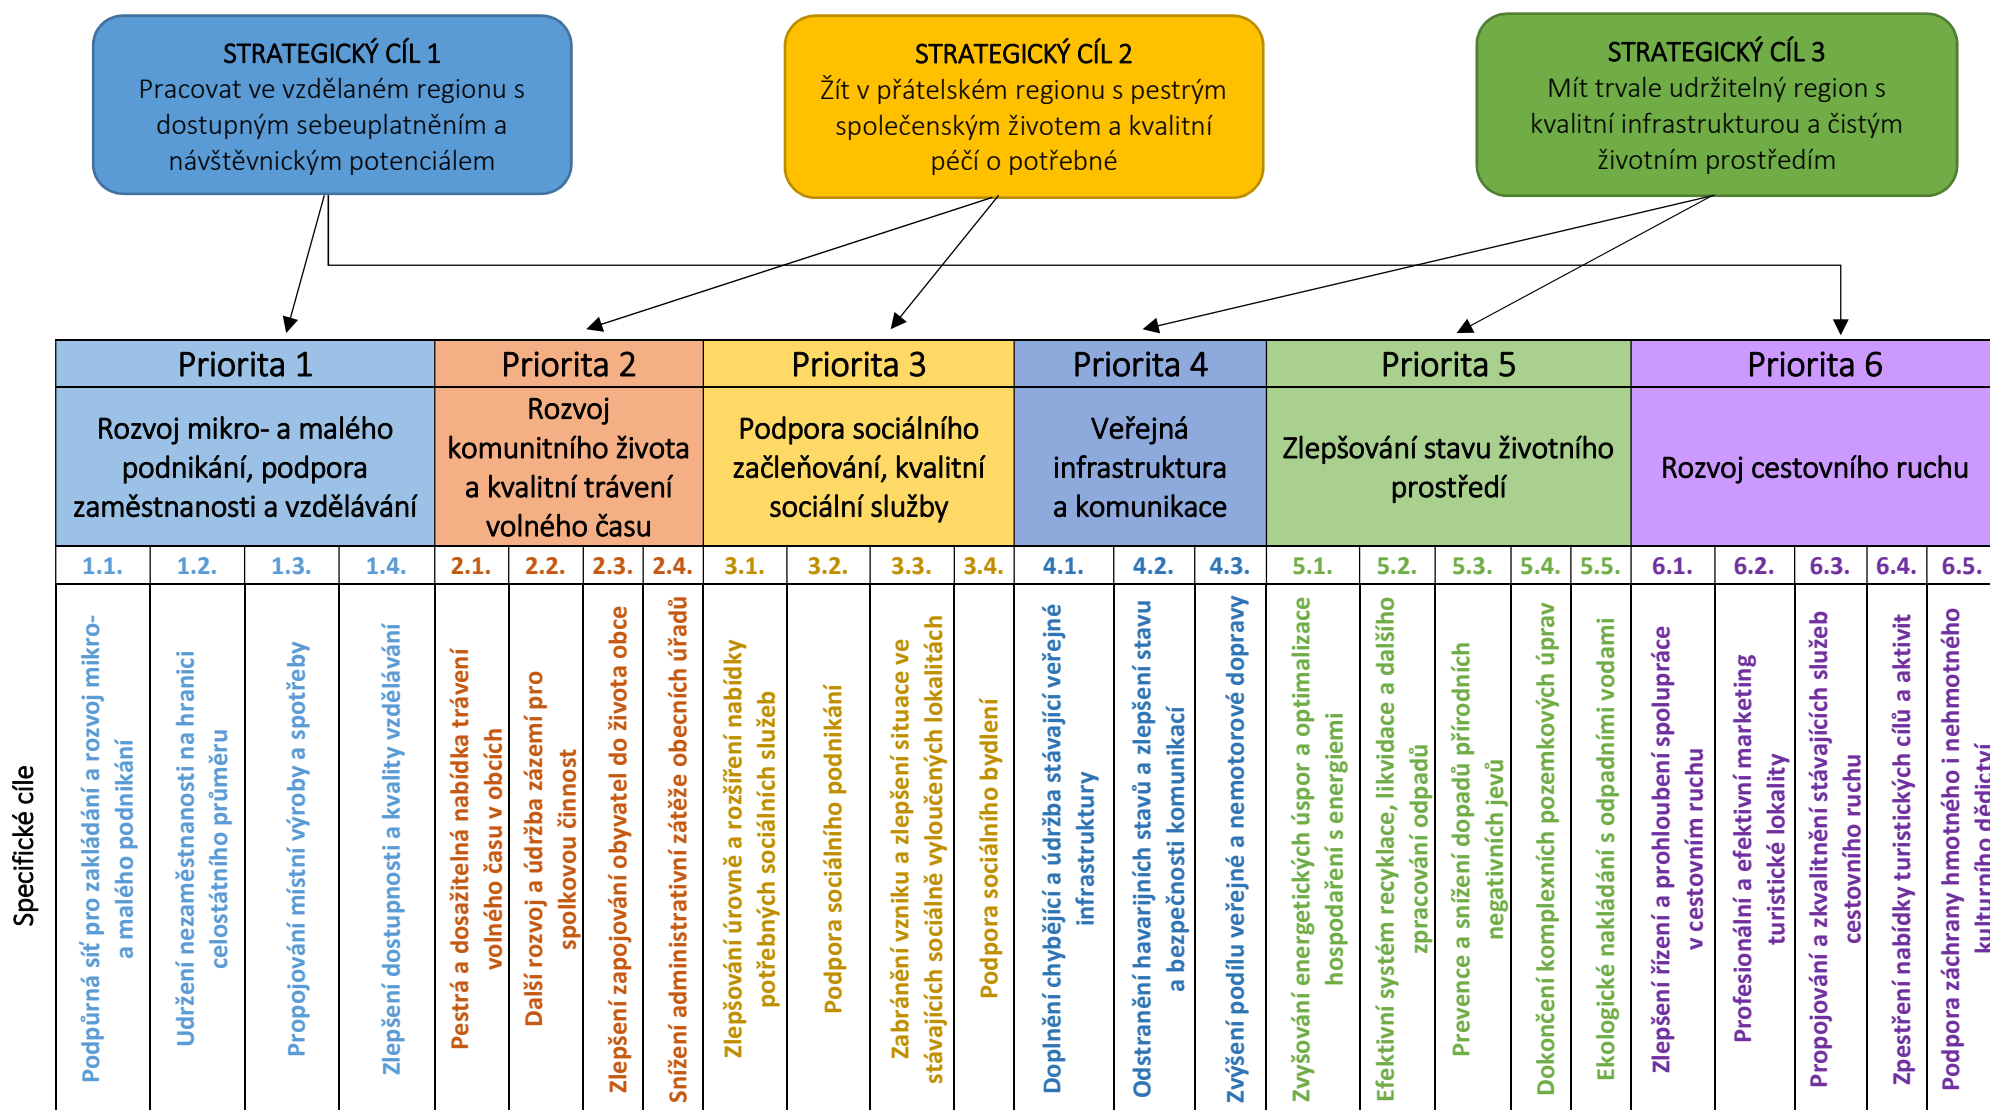 STRATEGICKÝ CÍL 1
Pracovat ve vzdělaném regionu s
dostupným sebeuplatněním a
návštěvnickým potenciálem
STRATEGICKÝ CÍL 2
Žít v přátelském regionu s pestrým
společenským životem a kvalitní
péčí o potřebné
STRATEGICKÝ CÍL 3
Mít trvale udržitelný region s
kvalitní infrastrukturou a čistým
životním prostředím
Priorita 1
Priorita 2
Priorita 3
Priorita 4
Priorita 5
Priorita 6
Rozvoj mikro- a malého
podnikání, podpora
zaměstnanosti a vzdělávání
Rozvoj
komunitního života
a kvalitní trávení
volného času
Podpora sociálního
začleňování, kvalitní
sociální služby
Veřejná
infrastruktura
a komunikace
Zlepšování stavu životního
prostředí
Rozvoj cestovního ruchu
1.1.
1.2.
1.3.
1.4.
2.1.
2.2.
2.3.
2.4.
3.1.
3.2.
3.3.
3.4.
4.1.
4.2.
4.3.
5.1.
5.2.
5.3.
5.4.
5.5.
6.1.
6.2.
6.3.
6.4.
6.5.
Specifické cíle
Podpůrná síť pro zakládání a rozvoj mikro-
a malého podnikání
Udržení nezaměstnanosti na hranici
celostátního průměru
Propojování místní výroby a spotřeby
Zlepšení dostupnosti a kvality vzdělávání
Pestrá a dosažitelná nabídka trávení
volného času v obcích
Další rozvoj a údržba zázemí pro
spolkovou činnost
Zlepšení zapojování obyvatel do života obce
Snížení administrativní zátěže obecních úřadů
Zlepšování úrovně a rozšíření nabídky
potřebných sociálních služeb
Podpora sociálního podnikání
Zabránění vzniku a zlepšení situace ve
stávajících sociálně vyloučených lokalitách
Podpora sociálního bydlení
Doplnění chybějící a údržba stávající veřejné
infrastruktury
Odstranění havarijních stavů a zlepšení stavu
a bezpečnosti komunikací
Zvýšení podílu veřejné a nemotorové dopravy
Zvyšování energetických úspor a optimalizace
hospodaření s energiemi
Efektivní systém recyklace, likvidace a dalšího
zpracování odpadů
Prevence a snížení dopadů přírodních
negativních jevů
Dokončení komplexních pozemkových úprav
Ekologické nakládání s odpadními vodami
Zlepšení řízení a prohloubení spolupráce
v cestovním ruchu
Profesionální a efektivní marketing
turistické lokality
Propojování a zkvalitnění stávajících služeb
cestovního ruchu
Zpestření nabídky turistických cílů a aktivit
Podpora záchrany hmotného i nehmotného
kulturního dědictví